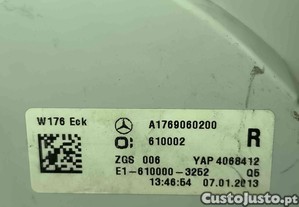 W176 Eck
A1769060200
610002
R
ZGS 006 YAP 4068412
E1-610000-3252 Q5
13:46:54 07.01.2013
CustoJusto.pt